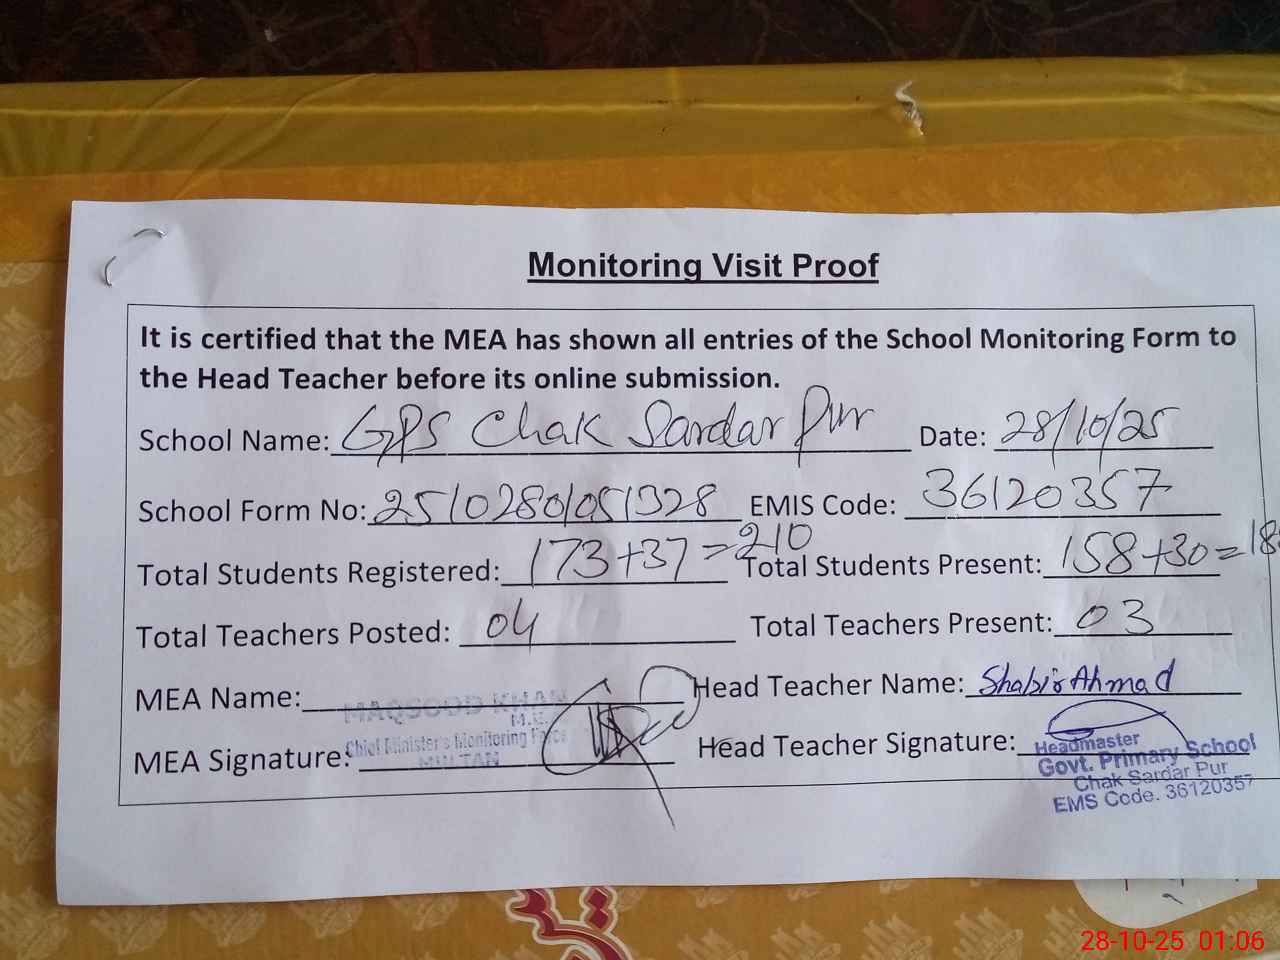 Monitoring Visit Proof
It is certified that the MEA has shown all entries of the School Monitoring Form to
the Head Teacher before its online submission.
School Name: GPS Chak Sardar Pur Date: 28/10/25
School Form No: 25102801051328 EMIS Code: 36120357
Total Students Registered: 173+37=210 Total Students Present: 158+30=18
Total Teachers Posted: 04 Total Teachers Present: 03
MEA Name: MAQSOOD KHAN Head Teacher Name: Shabir Ahmad
Chief Minister's Monitoring Force
MULTAN
MEA Signature: Head Teacher Signature:
Headmaster
Govt. Primary School
Chak Sardar Pur
EMS Code. 36120357
28-10-25 01:06